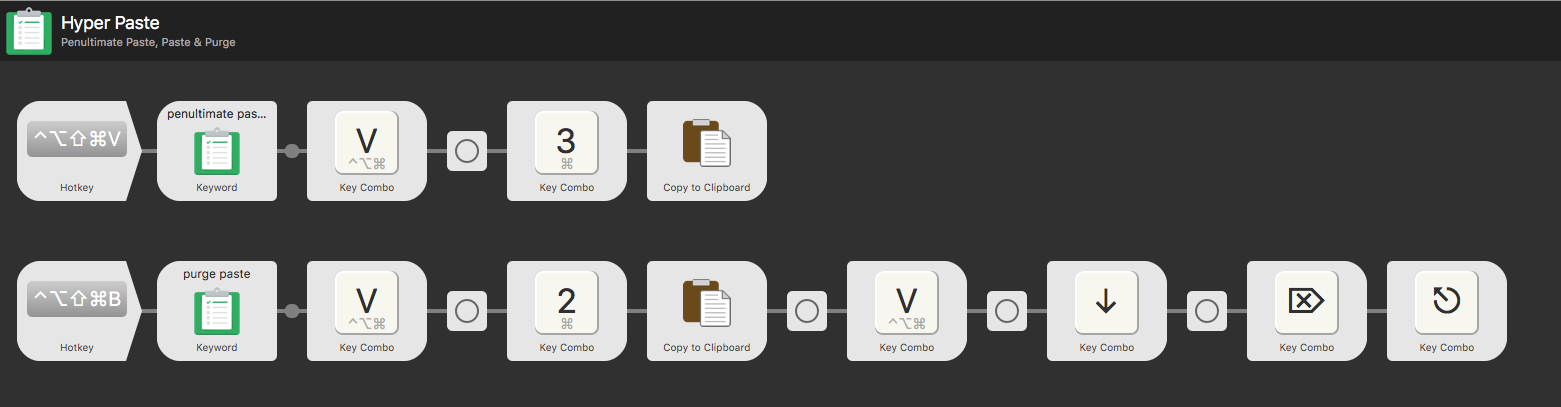 Hyper Paste
Penultimate Paste, Paste & Purge
penultimate pas...
^⌥⇧⌘V
V
^⌥⌘
3
⌘
Hotkey
Keyword
Key Combo
Key Combo
Copy to Clipboard
purge paste
^⌥⇧⌘B
V
^⌥⌘
2
⌘
V
^⌥⌘
↓
⌦
⎋
Hotkey
Keyword
Key Combo
Key Combo
Copy to Clipboard
Key Combo
Key Combo
Key Combo
Key Combo